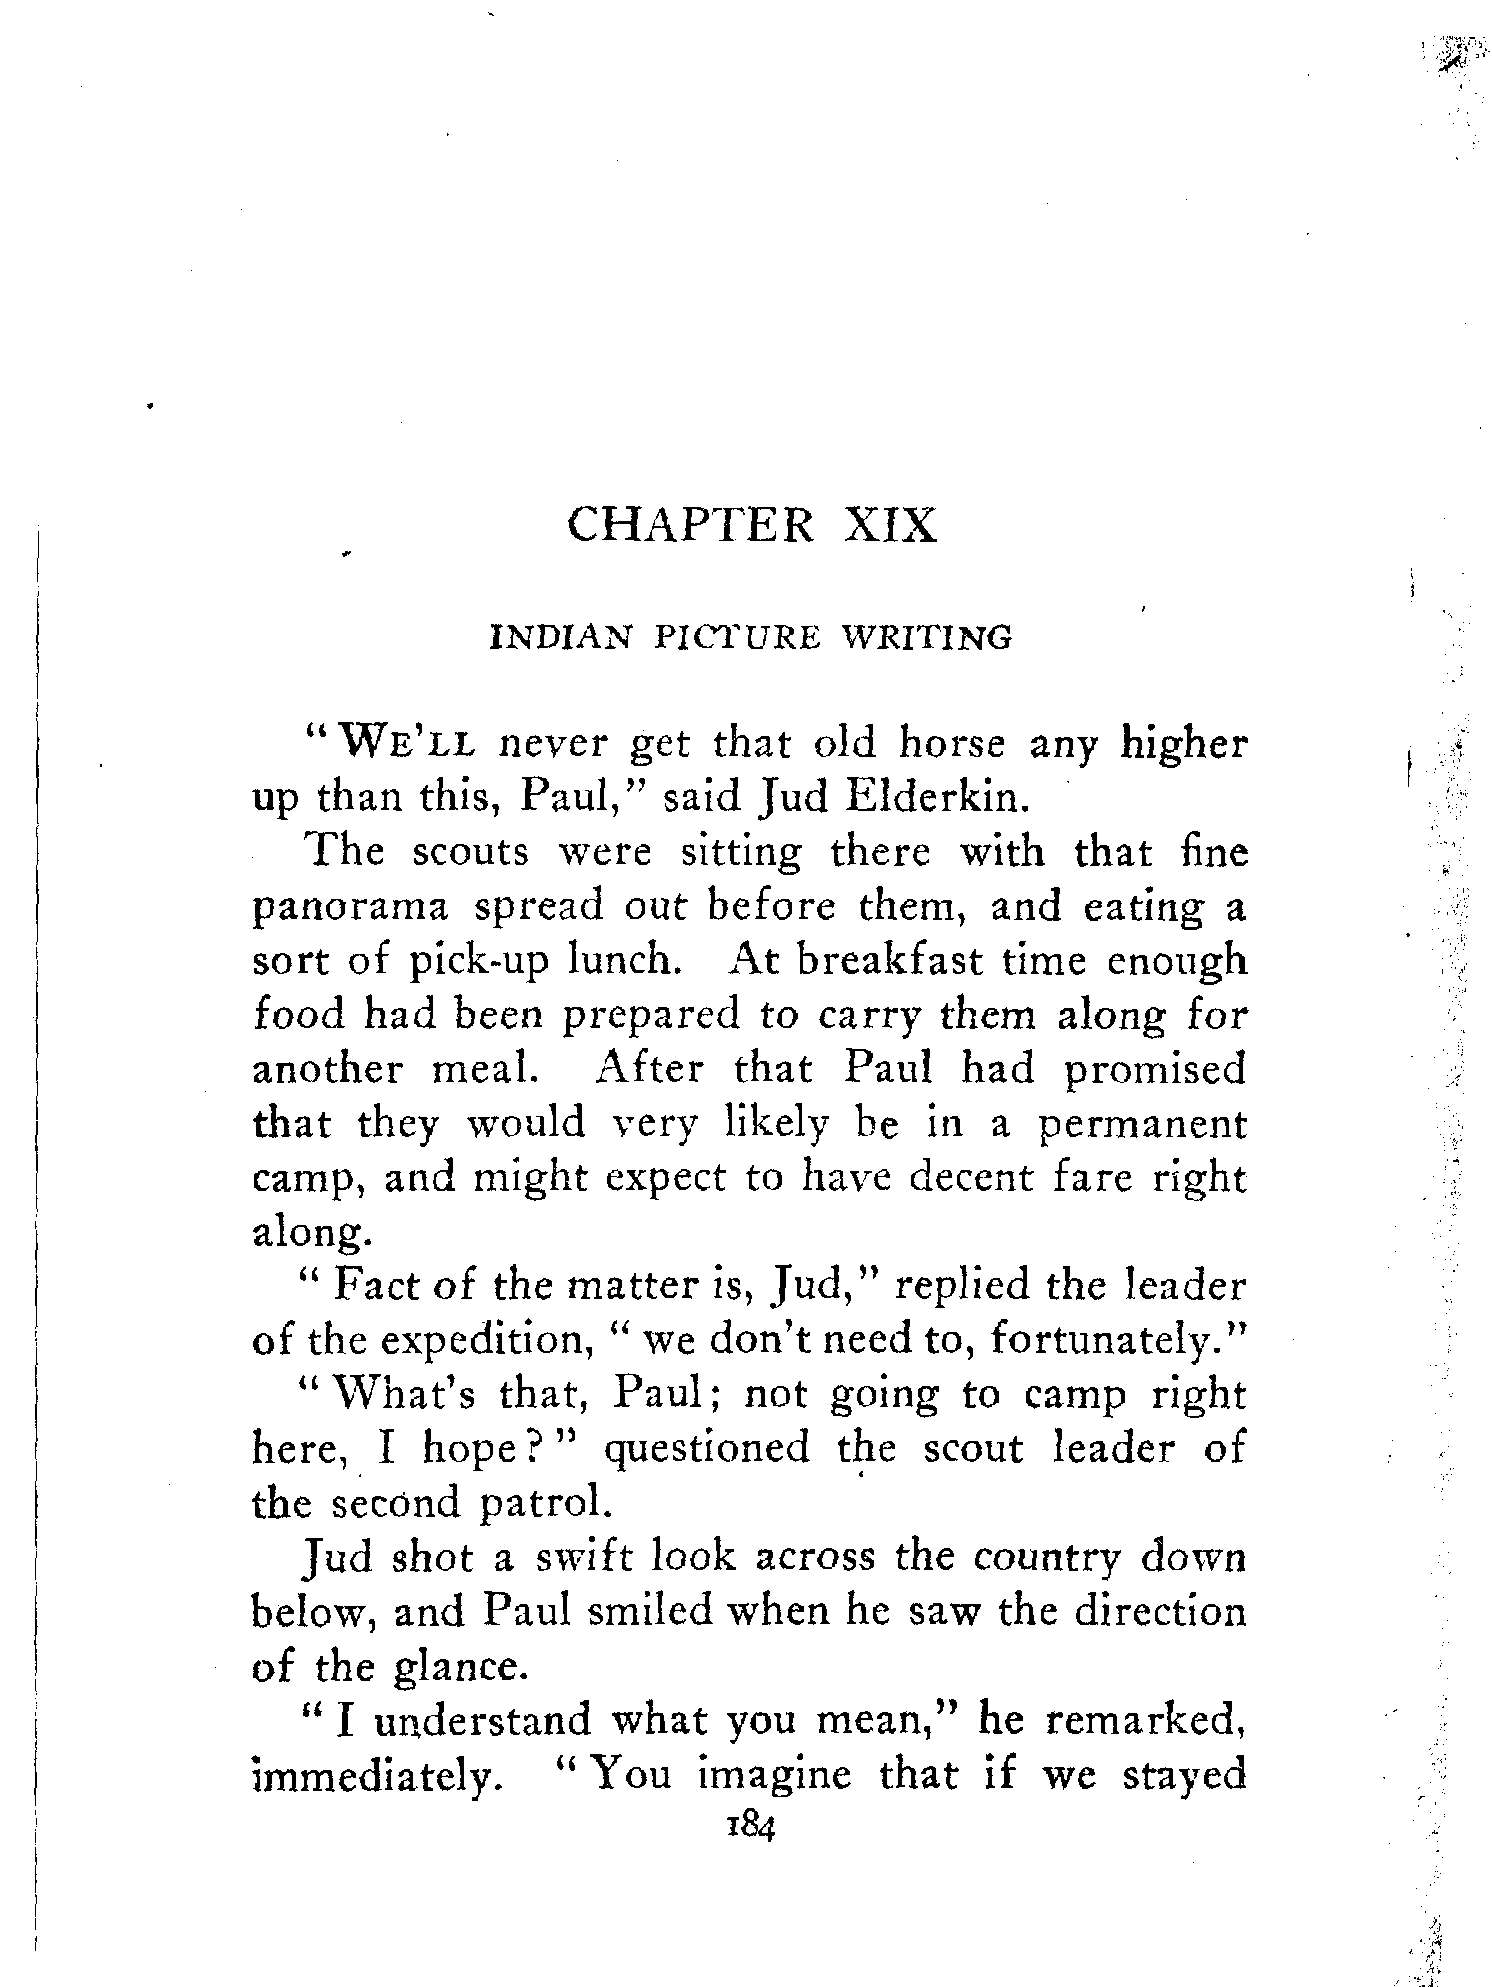 CHAPTER XIX
INDIAN PICTURE WRITING
" WE'LL never get that old horse any higher
up than this, Paul," said Jud Elderkin.
The scouts were sitting there with that fine
panorama spread out before them, and eating a
sort of pick-up lunch. At breakfast time enough
food had been prepared to carry them along for
another meal. After that Paul had promised
that they would very likely be in a permanent
camp, and might expect to have decent fare right
along.
" Fact of the matter is, Jud," replied the leader
of the expedition, " we don't need to, fortunately."
" What's that, Paul; not going to camp right
here, I hope?" questioned the scout leader of
the second patrol.
Jud shot a swift look across the country down
below, and Paul smiled when he saw the direction
of the glance.
" I understand what you mean," he remarked,
immediately. " You imagine that if we stayed
184